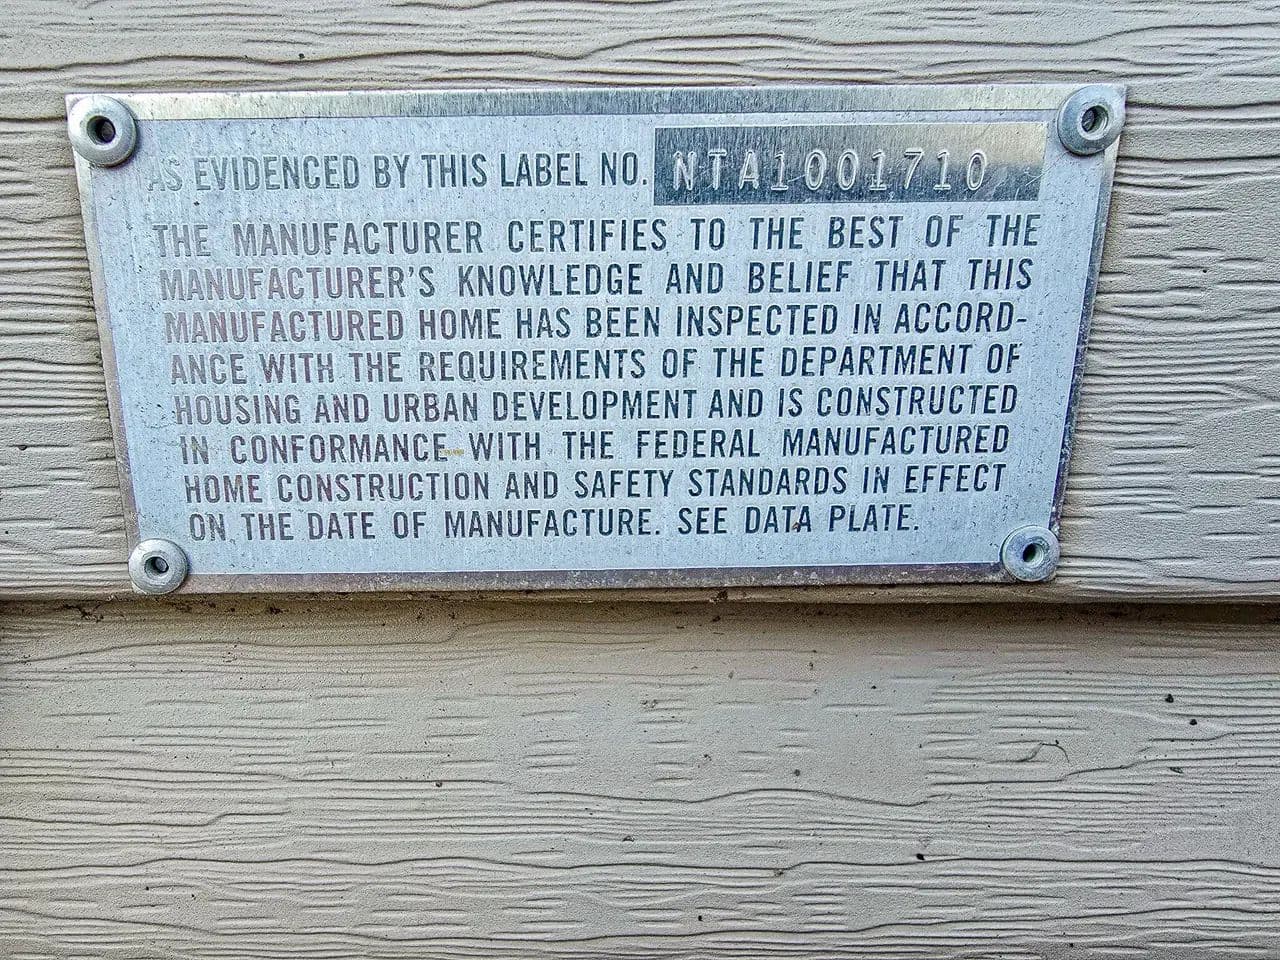 AS EVIDENCED BY THIS LABEL NO. NTA1001710
THE MANUFACTURER CERTIFIES TO THE BEST OF THE
MANUFACTURER'S KNOWLEDGE AND BELIEF THAT THIS
MANUFACTURED HOME HAS BEEN INSPECTED IN ACCORD-
ANCE WITH THE REQUIREMENTS OF THE DEPARTMENT OF
HOUSING AND URBAN DEVELOPMENT AND IS CONSTRUCTED
IN CONFORMANCE WITH THE FEDERAL MANUFACTURED
HOME CONSTRUCTION AND SAFETY STANDARDS IN EFFECT
ON THE DATE OF MANUFACTURE. SEE DATA PLATE.